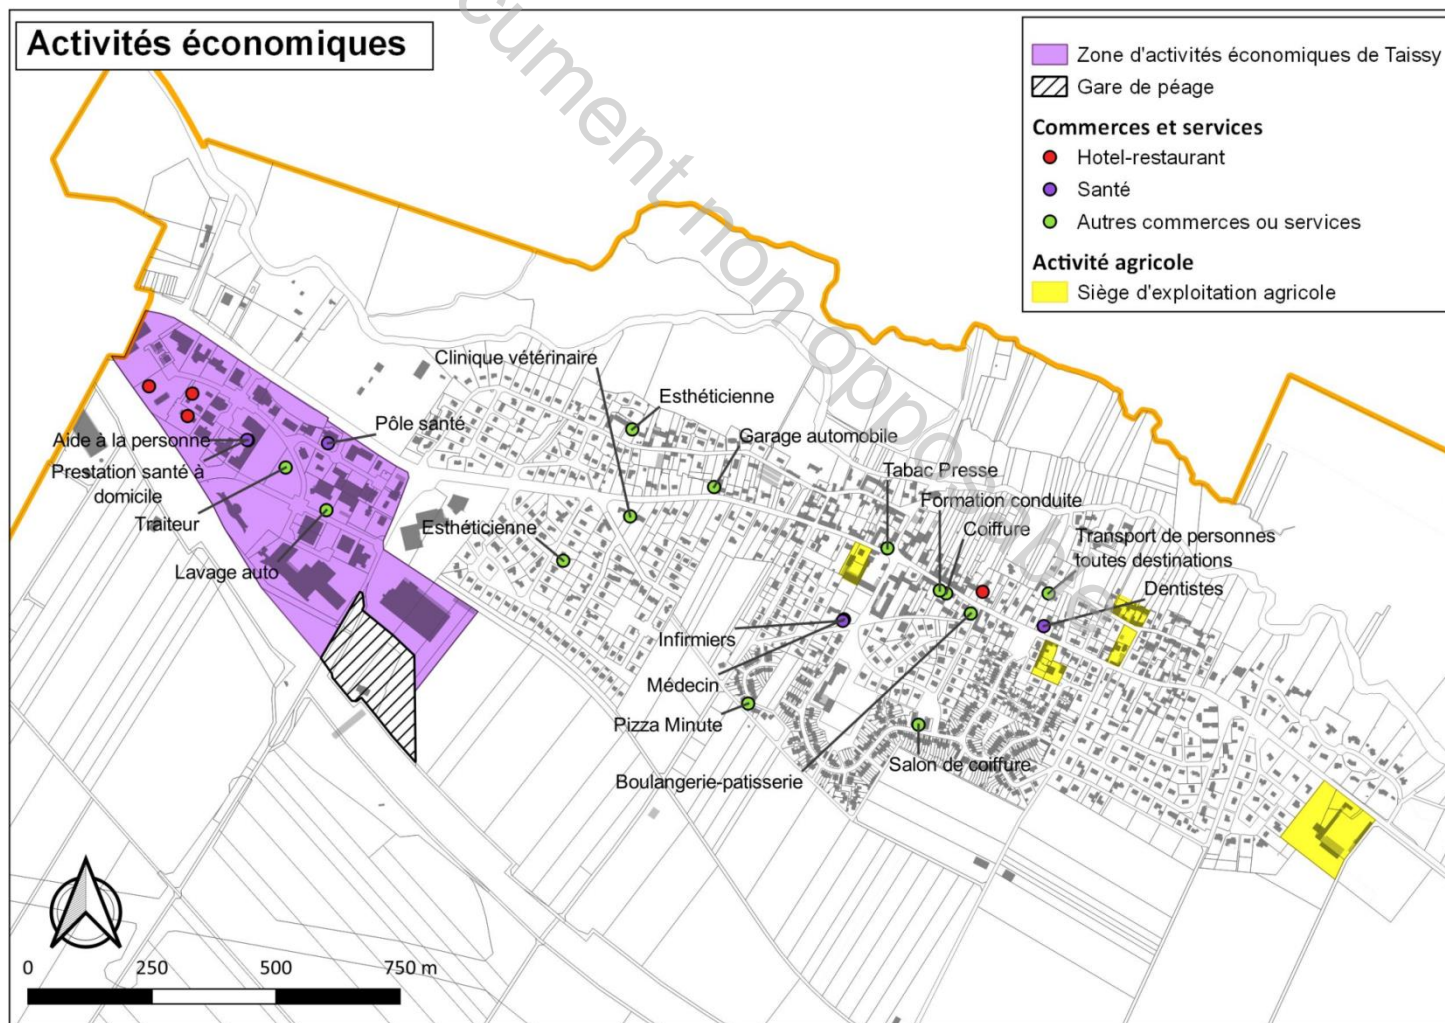 Activités économiques
Zone d'activités économiques de Taissy
Gare de péage
Commerces et services
Hotel-restaurant
Santé
Autres commerces ou services
Activité agricole
Siège d'exploitation agricole
cument non opposable
Clinique vétérinaire
Esthéticienne
Pôle santé
Garage automobile
Aide à la personne
Prestation santé à
domicile
Traiteur
Lavage auto
Esthéticienne
Tabac Presse
Formation conduite
Coiffure
Transport de personnes
toutes destinations
Dentistes
Infirmiers
Médecin
Pizza Minute
Boulangerie-patisserie
Salon de coiffure
0 250 500 750 m